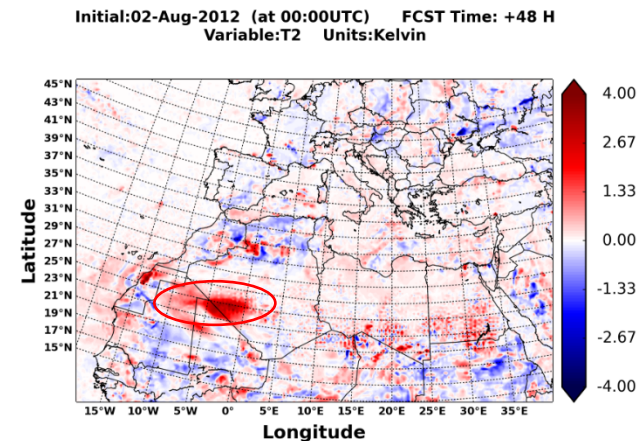 Initial:02-Aug-2012 (at 00:00UTC) FCST Time: +48 H
Variable:T2 Units:Kelvin
45°N
43°N
41°N
39°N
37°N
35°N
33°N
31°N
29°N
27°N
25°N
23°N
21°N
19°N
17°N
15°N
Latitude
15°W 10°W 5°W 0° 5°E 10°E 15°E 20°E 25°E 30°E 35°E
Longitude
4.00
2.67
1.33
0.00
-1.33
-2.67
-4.00